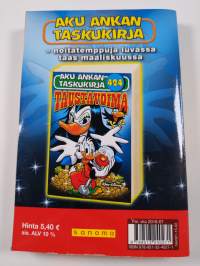 AKU ANKAN
TASKUKIRJA
- noitatemppuja luvassa
taas maaliskuussa
AKU ANKAN
TASKUKIRJA 424
TAUSTAVOIMA
Hinta 5,40 €
sis. ALV 10 %
sanoma